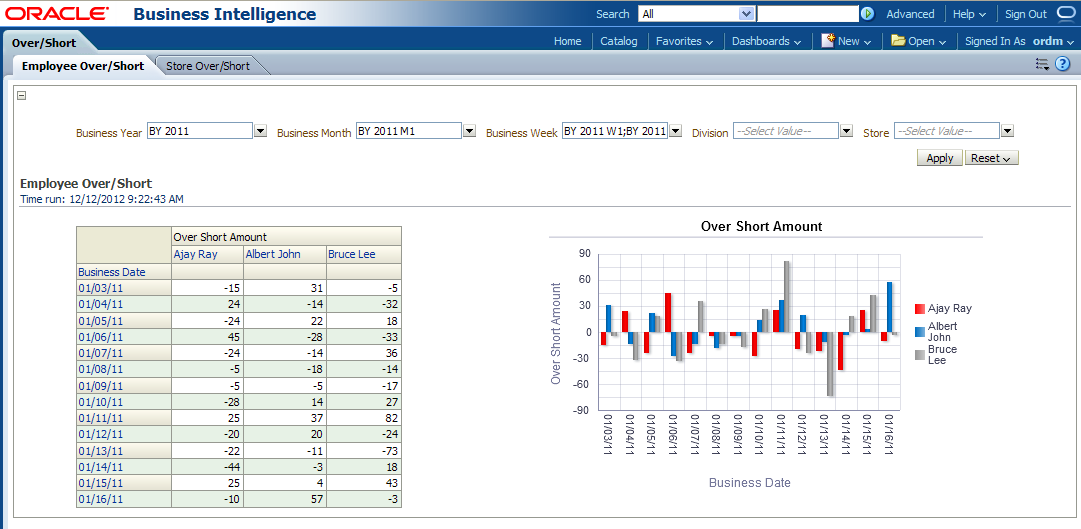 ORACLE Business Intelligence Search All Advanced Help Sign Out
Over/Short Home Catalog Favorites Dashboards New Open Signed In As ordm
Employee Over/Short Store Over/Short
Business Year BY 2011 Business Month BY 2011 M1 Business Week BY 2011 W1;BY 2011 Division --Select Value-- Store --Select Value--
Apply Reset
Employee Over/Short
Time run: 12/12/2012 9:22:43 AM
Over Short Amount
Ajay Ray Albert John Bruce Lee
Business Date
01/03/11 -15 31 -5
01/04/11 24 -14 -32
01/05/11 -24 22 18
01/06/11 45 -28 -33
01/07/11 -24 -14 36
01/08/11 -5 -18 -14
01/09/11 -5 -5 -17
01/10/11 -28 14 27
01/11/11 25 37 82
01/12/11 -20 20 -24
01/13/11 -22 -11 -73
01/14/11 -44 -3 18
01/15/11 25 4 43
01/16/11 -10 57 -3
Over Short Amount
Over Short Amount
90
60
30
0
-30
-60
-90
01/03/11 01/04/11 01/05/11 01/06/11 01/07/11 01/08/11 01/09/11 01/10/11 01/11/11 01/12/11 01/13/11 01/14/11 01/15/11 01/16/11
Business Date
Ajay Ray
Albert
John
Bruce
Lee